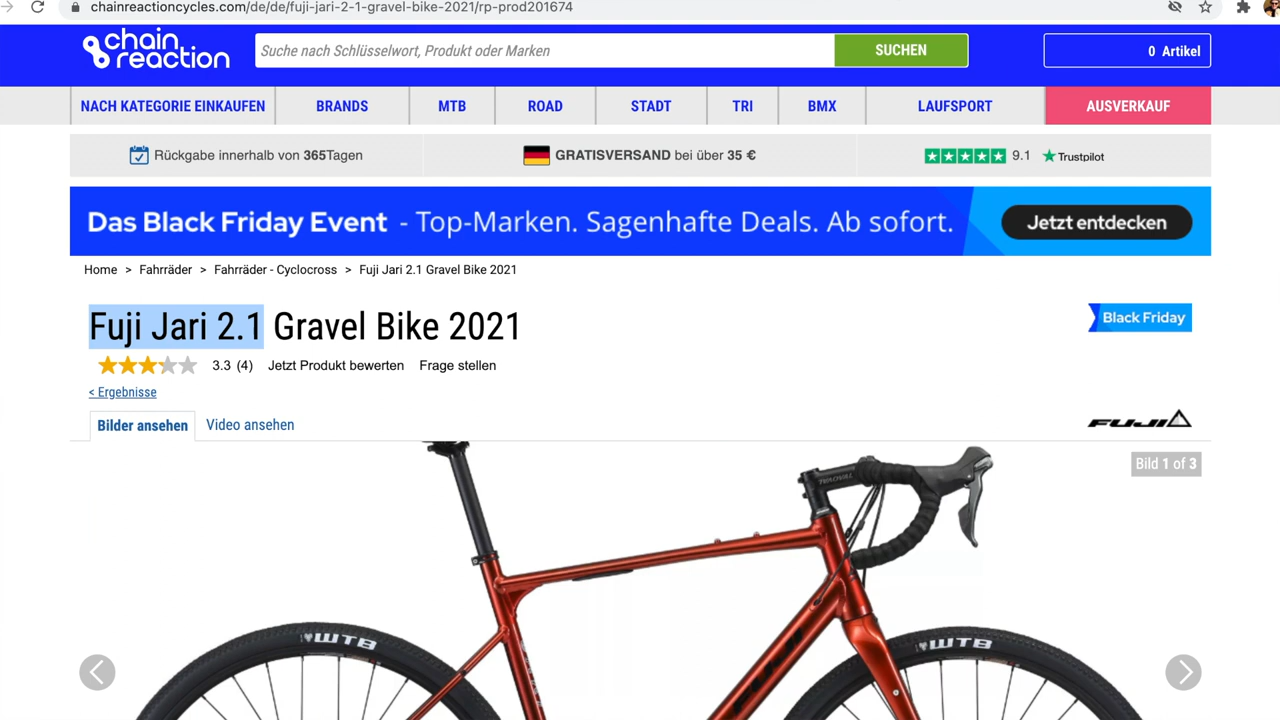 chainreactioncycles.com/de/de/fuji-jari-2-1-gravel-bike-2021/rp-prod201674
chain reaction
Suche nach Schlüsselwort, Produkt oder Marken
SUCHEN
0 Artikel
NACH KATEGORIE EINKAUFEN BRANDS MTB ROAD STADT TRI BMX LAUFSPORT AUSVERKAUF
Rückgabe innerhalb von 365Tagen
GRATISVERSAND bei über 35 €
9.1 Trustpilot
Das Black Friday Event - Top-Marken. Sagenhafte Deals. Ab sofort.
Jetzt entdecken
Home > Fahrräder > Fahrräder - Cyclocross > Fuji Jari 2.1 Gravel Bike 2021
Fuji Jari 2.1 Gravel Bike 2021
Black Friday
3.3 (4) Jetzt Produkt bewerten Frage stellen
< Ergebnisse
Bilder ansehen Video ansehen
FUJI
Bild 1 of 3
WTB
WTB